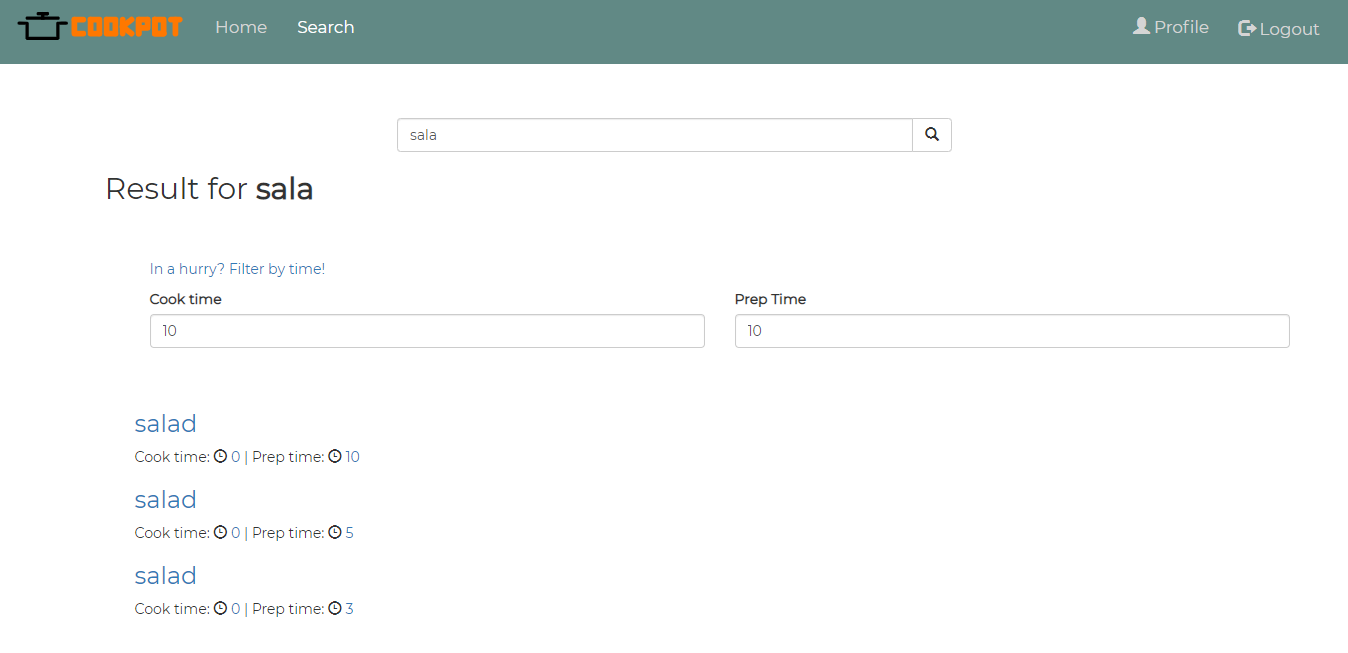 COOKPOT Home Search Profile Logout
sala
Result for sala
In a hurry? Filter by time!
Cook time Prep Time
10 10
salad
Cook time: 0 | Prep time: 10
salad
Cook time: 0 | Prep time: 5
salad
Cook time: 0 | Prep time: 3